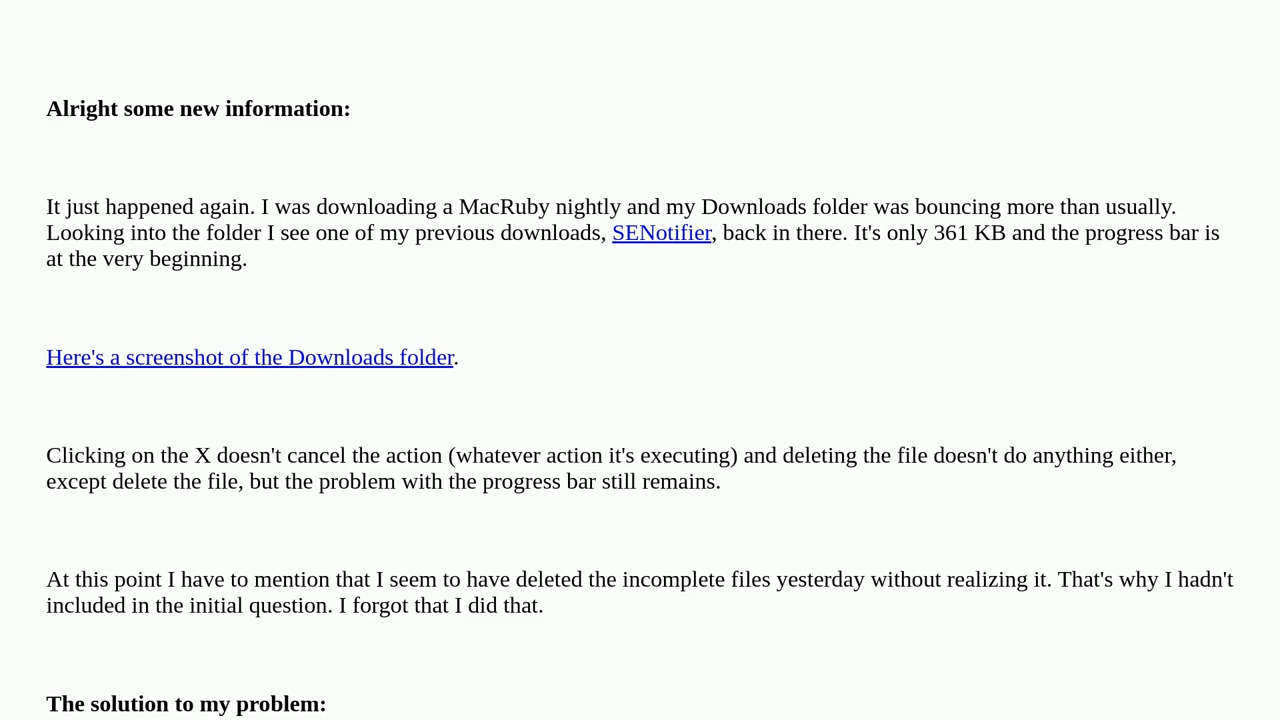 Alright some new information:
It just happened again. I was downloading a MacRuby nightly and my Downloads folder was bouncing more than usually.
Looking into the folder I see one of my previous downloads, SENotifier, back in there. It's only 361 KB and the progress bar is
at the very beginning.
Here's a screenshot of the Downloads folder.
Clicking on the X doesn't cancel the action (whatever action it's executing) and deleting the file doesn't do anything either,
except delete the file, but the problem with the progress bar still remains.
At this point I have to mention that I seem to have deleted the incomplete files yesterday without realizing it. That's why I hadn't
included in the initial question. I forgot that I did that.
The solution to my problem: